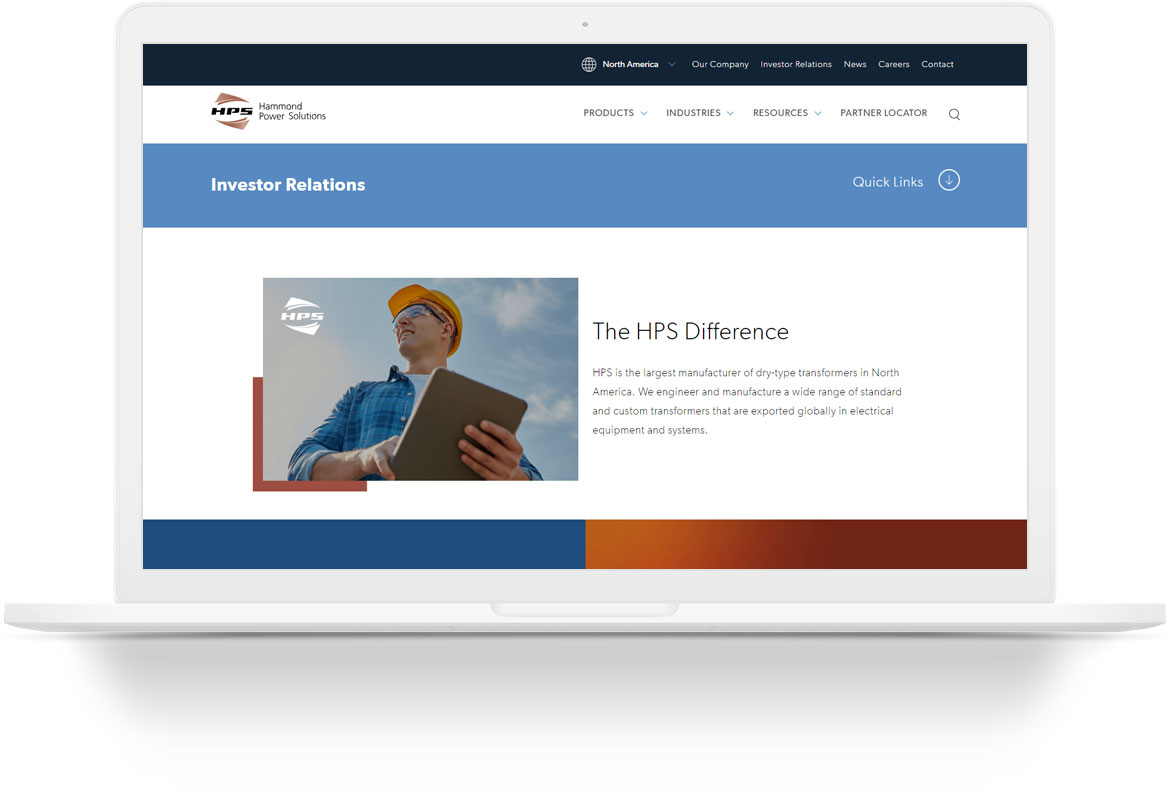 North America
Our Company
Investor Relations
News
Careers
Contact
HPS
Hammond
Power Solutions
PRODUCTS
INDUSTRIES
RESOURCES
PARTNER LOCATOR
Investor Relations
Quick Links
HPS
The HPS Difference
HPS is the largest manufacturer of dry-type transformers in North
America. We engineer and manufacture a wide range of standard
and custom transformers that are exported globally in electrical
equipment and systems.